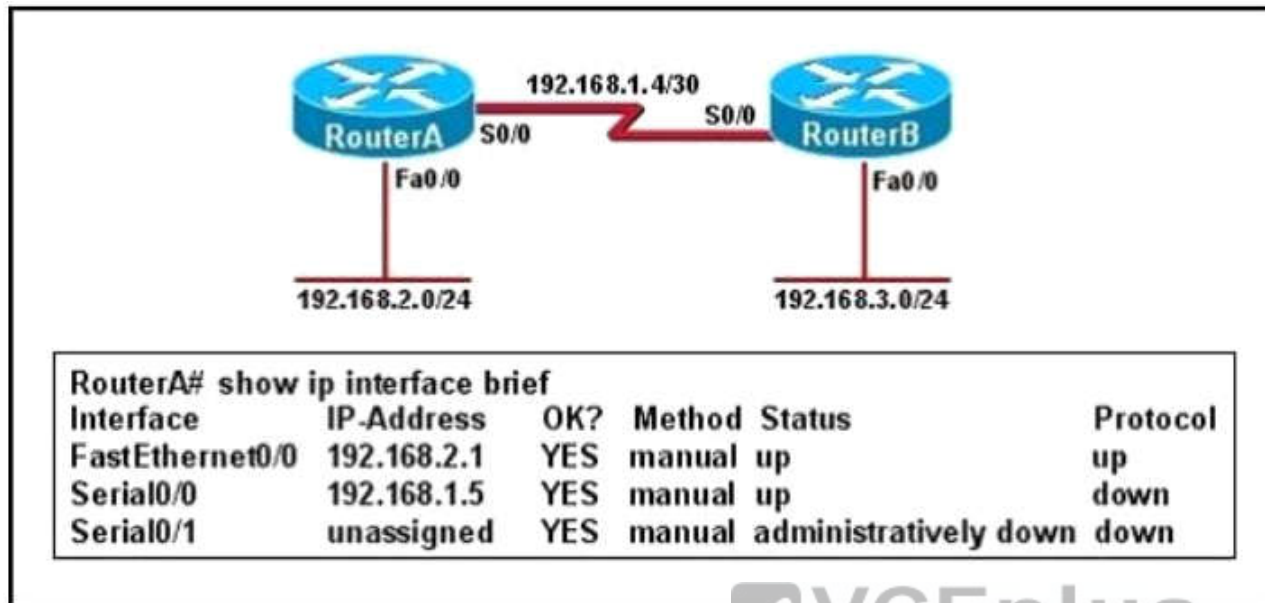 192.168.1.4/30
S0/0
RouterA
S0/0
RouterB
Fa0/0
Fa0/0
192.168.2.0/24
192.168.3.0/24
RouterA# show ip interface brief
Interface IP-Address OK? Method Status Protocol
FastEthernet0/0 192.168.2.1 YES manual up up
Serial0/0 192.168.1.5 YES manual up down
Serial0/1 unassigned YES manual administratively down down
VCEplus